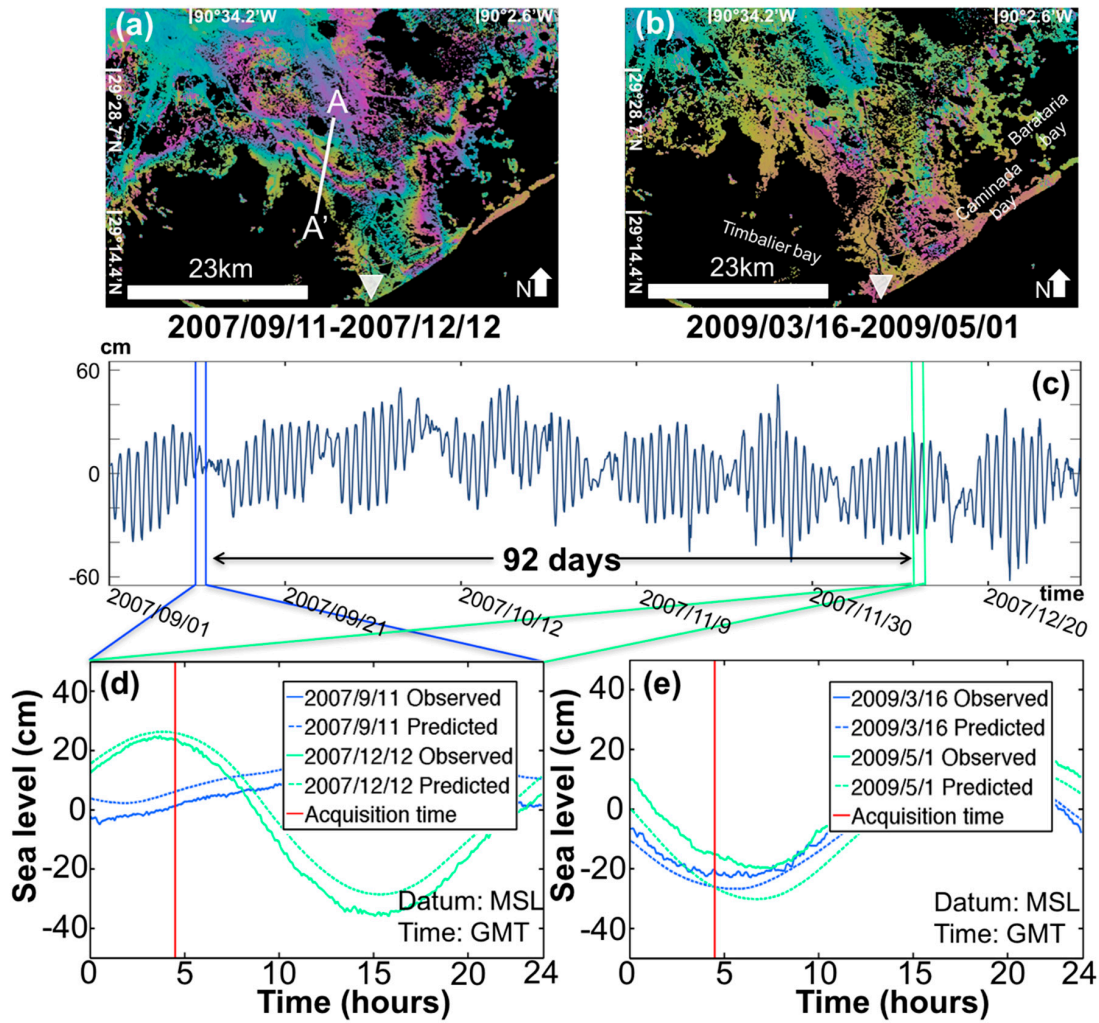 (a)
90°34.2'W
90°2.6'W
29°28.7'N
29°14.4'N
A
A'
23km
N
2007/09/11-2007/12/12
(b)
90°34.2'W
90°2.6'W
29°28.7'N
29°14.4'N
Barataria
bay
Caminada
bay
Timbalier bay
23km
N
2009/03/16-2009/05/01
cm
(c)
60
0
-60
92 days
time
2007/09/01
2007/09/21
2007/10/12
2007/11/9
2007/11/30
2007/12/20
(d)
Sea level (cm)
40
20
0
-20
-40
2007/9/11 Observed
2007/9/11 Predicted
2007/12/12 Observed
2007/12/12 Predicted
Acquisition time
Datum: MSL
Time: GMT
0 5 10 15 20 24
Time (hours)
(e)
Sea level (cm)
40
20
0
-20
-40
2009/3/16 Observed
2009/3/16 Predicted
2009/5/1 Observed
2009/5/1 Predicted
Acquisition time
Datum: MSL
Time: GMT
0 5 10 15 20 24
Time (hours)